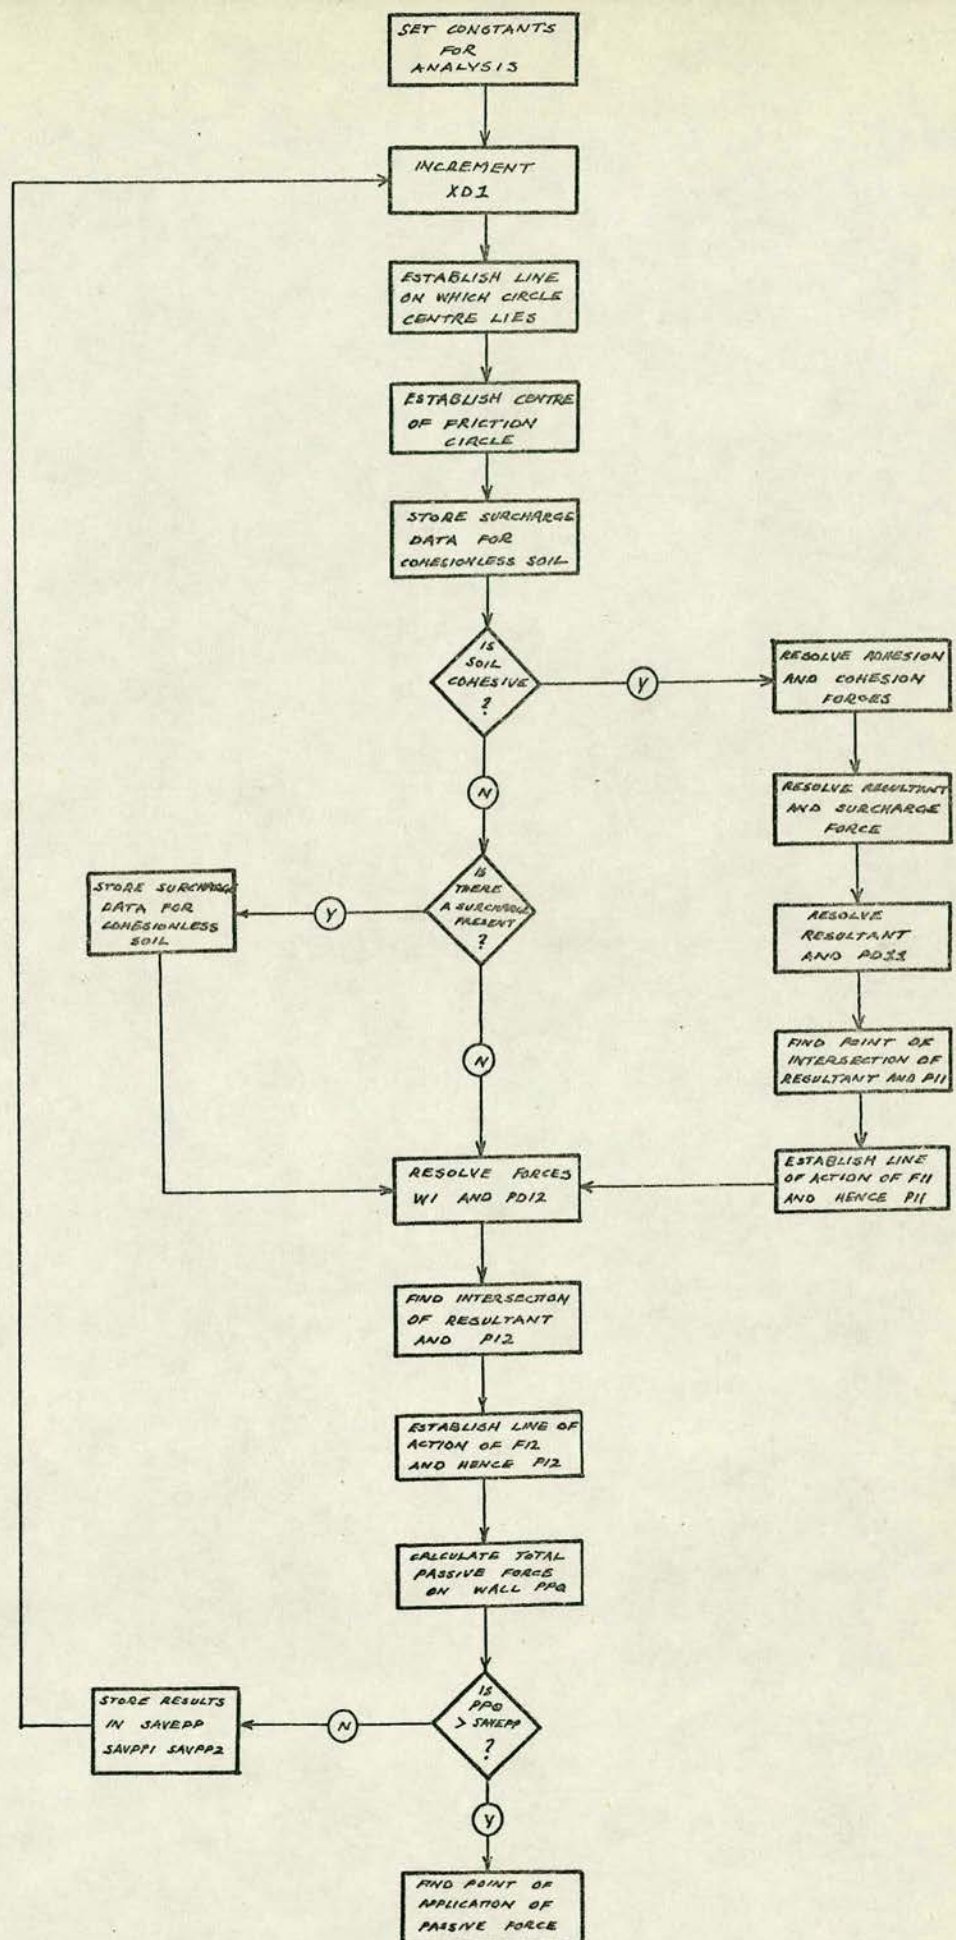 SET CONSTANTS
FOR
ANALYSIS
INCREMENT
XD1
ESTABLISH LINE
ON WHICH CIRCLE
CENTRE LIES
ESTABLISH CENTRE
OF FRICTION
CIRCLE
STORE SURCHARGE
DATA FOR
COHESIONLESS SOIL
IS
SOIL
COHESIVE
?
Y
RESOLVE ADHESION
AND COHESION
FORCES
N
RESOLVE RESULTANT
AND SURCHARGE
FORCE
IS
THERE
A SURCHARGE
PRESENT
?
Y
STORE SURCHARGE
DATA FOR
COHESIONLESS
SOIL
RESOLVE
RESULTANT
AND PD11
N
FIND POINT OF
INTERSECTION OF
RESULTANT AND P11
ESTABLISH LINE
OF ACTION OF F11
AND HENCE P11
RESOLVE FORCES
W1 AND PD12
FIND INTERSECTION
OF RESULTANT
AND P12
ESTABLISH LINE OF
ACTION OF F12
AND HENCE P12
CALCULATE TOTAL
PASSIVE FORCE
ON WALL PPQ
IS
PPQ
> SAVEPP
?
N
STORE RESULTS
IN SAVEPP
SAVPP1 SAVPP2
Y
FIND POINT OF
APPLICATION OF
PASSIVE FORCE